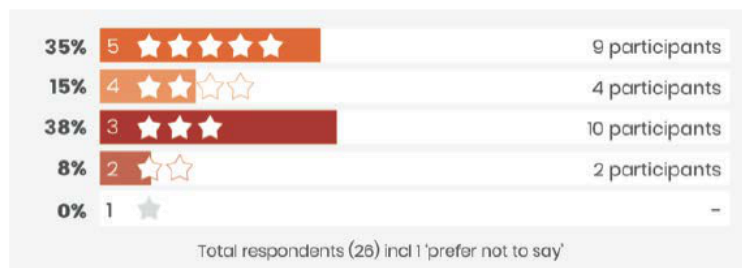 35% 5 9 participants
15% 4 4 participants
38% 3 10 participants
8% 2 2 participants
0% 1 -
Total respondents (26) incl 1 'prefer not to say'